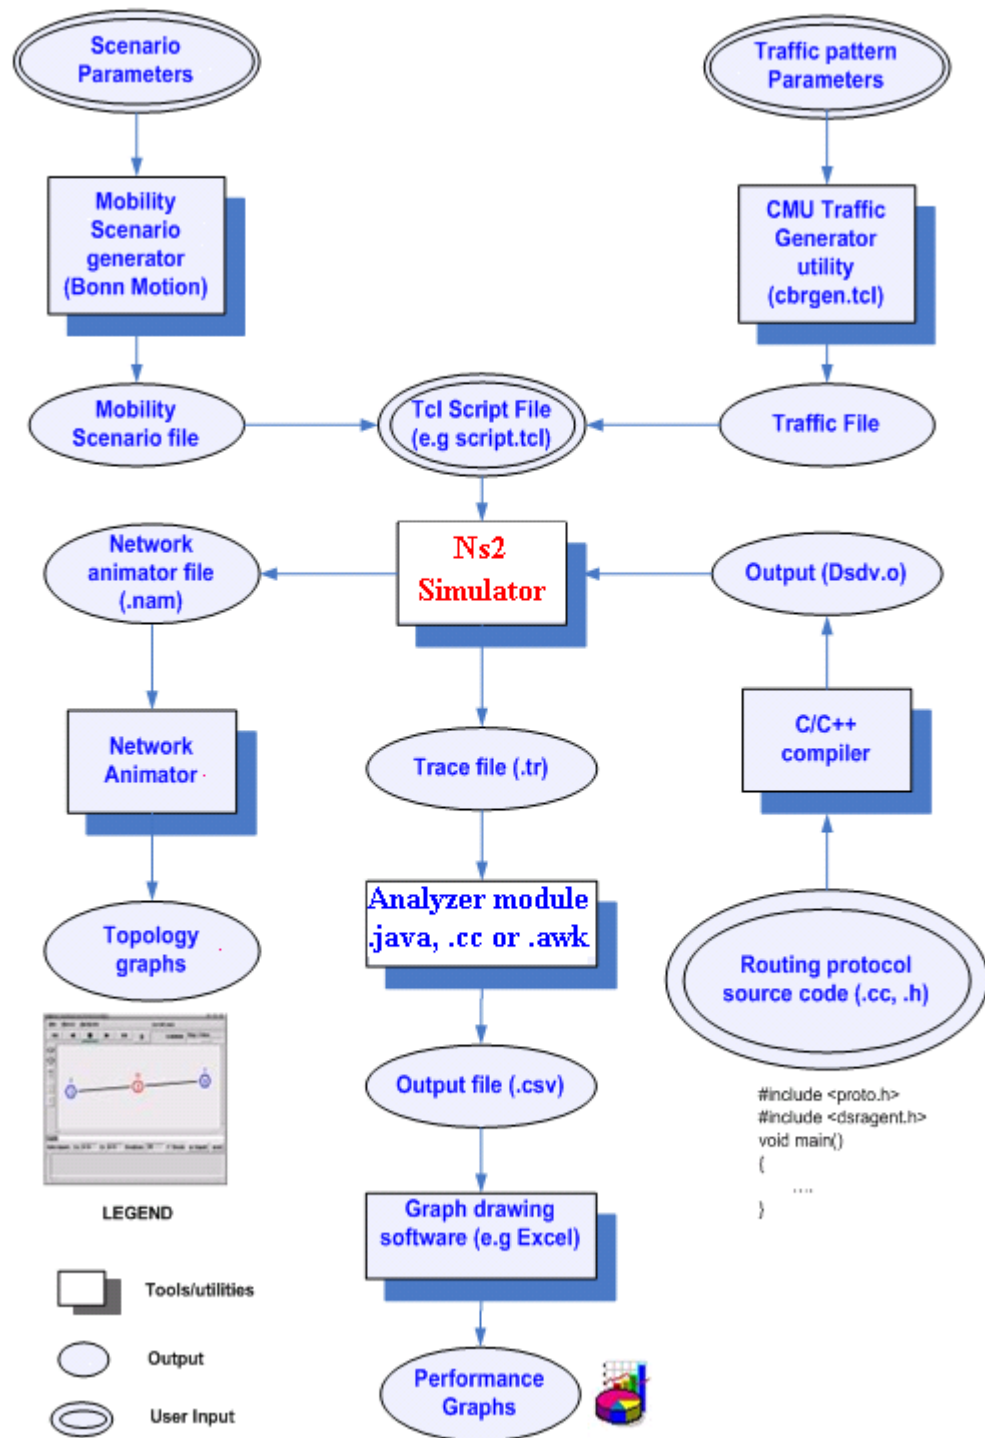 Scenario
Parameters
Traffic pattern
Parameters
Mobility
Scenario
generator
(Bonn Motion)
CMU Traffic
Generator
utility
(cbrgen.tcl)
Mobility
Scenario file
Tcl Script File
(e.g script.tcl)
Traffic File
Network
animator file
(.nam)
Ns2
Simulator
Output (Dsdv.o)
Network
Animator
Trace file (.tr)
C/C++
compiler
Topology
graphs
Analyzer module
.java, .cc or .awk
Routing protocol
source code (.cc, .h)
Output file (.csv)
#include <proto.h>
#include <dsragent.h>
void main()
{
....
}
LEGEND
Graph drawing
software (e.g Excel)
Tools/utilities
Output
User Input
Performance
Graphs